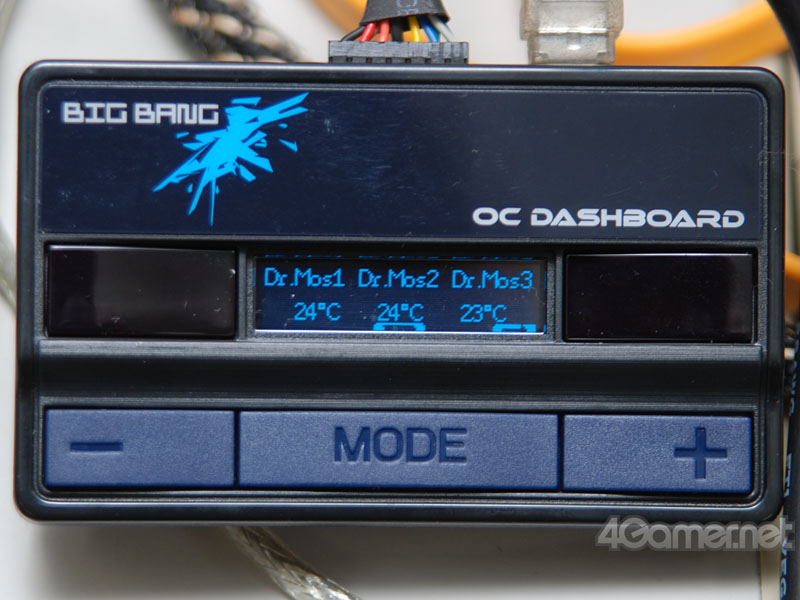 BIG BANG
OC DASHBOARD
Dr.Mos1 Dr.Mos2 Dr.Mos3
24°C 24°C 23°C
− MODE +
4Gamer.net